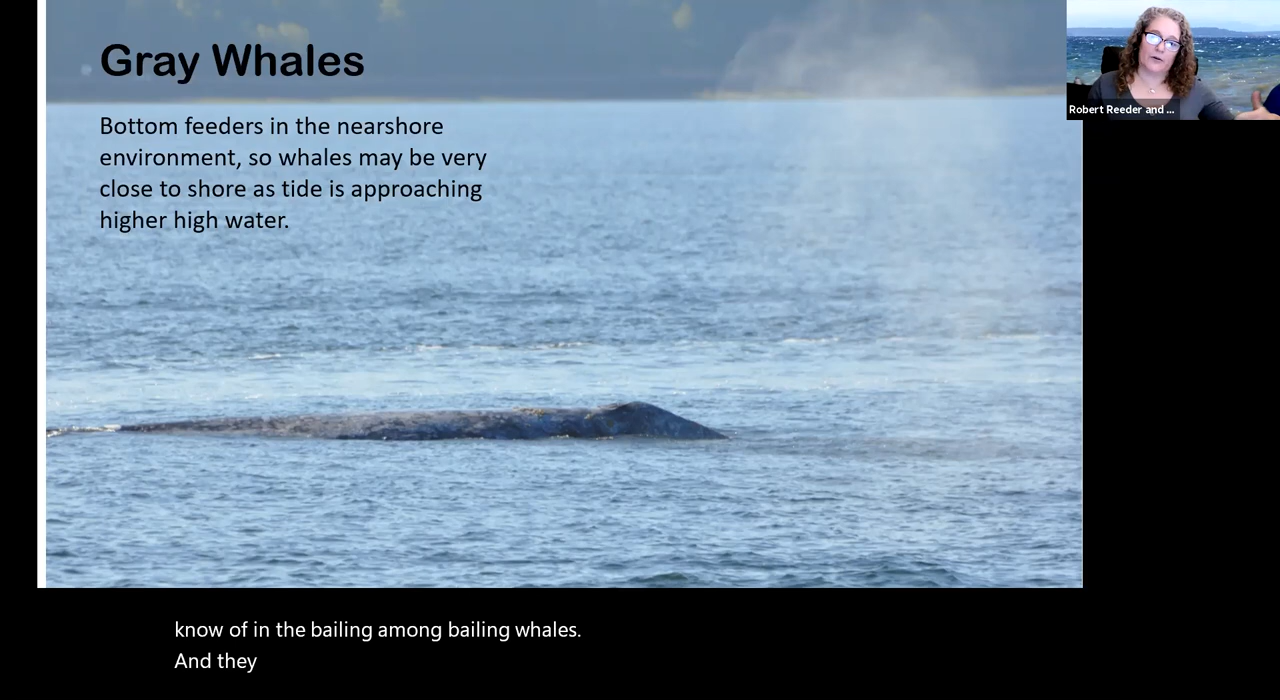 Gray Whales
Bottom feeders in the nearshore
environment, so whales may be very
close to shore as tide is approaching
higher high water.
Robert Reeder and ...
know of in the bailing among bailing whales.
And they